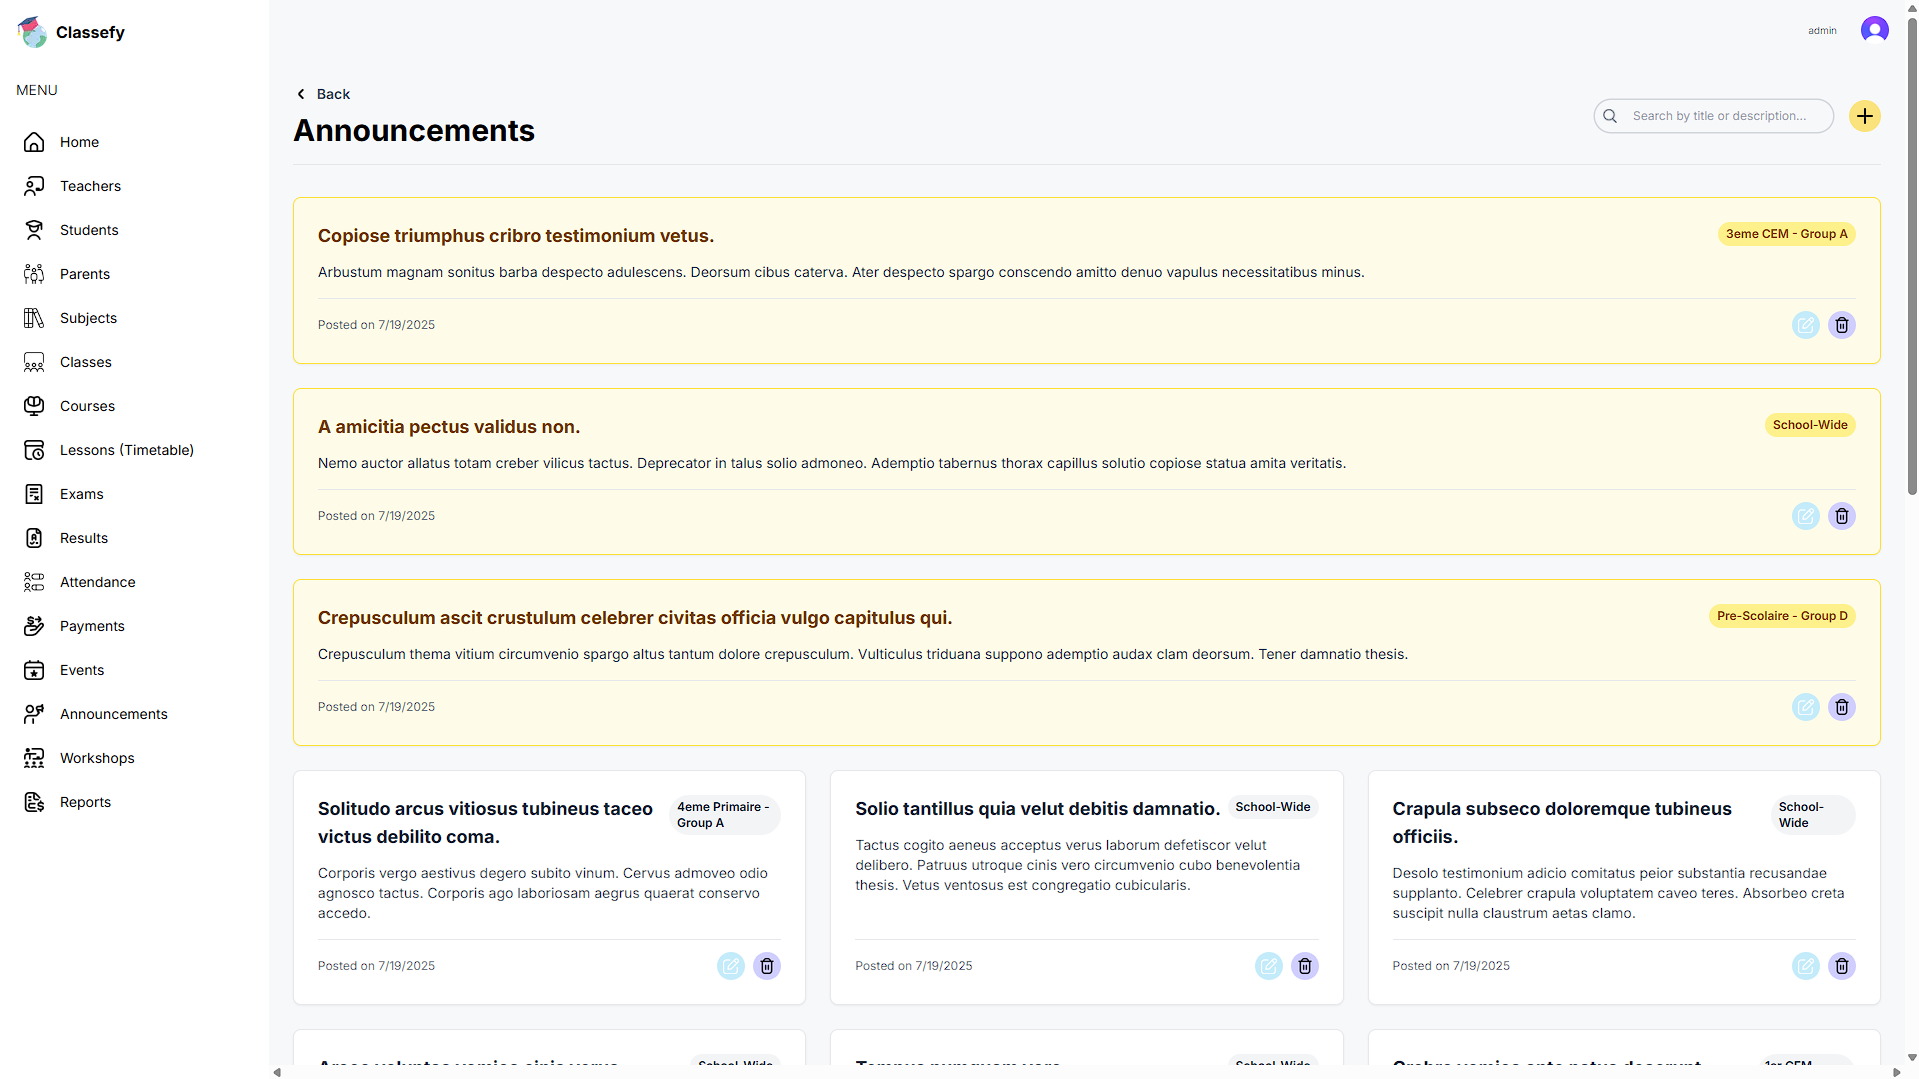 Classefy
admin
MENU
Home
Teachers
Students
Parents
Subjects
Classes
Courses
Lessons (Timetable)
Exams
Results
Attendance
Payments
Events
Announcements
Workshops
Reports
Back
Announcements
Search by title or description...
Copiose triumphus cribro testimonium vetus.
3eme CEM - Group A
Arbustum magnam sonitus barba despecto adulescens. Deorsum cibus caterva. Ater despecto spargo conscendo amitto denuo vapulus necessitatibus minus.
Posted on 7/19/2025
A amicitia pectus validus non.
School-Wide
Nemo auctor allatus totam creber vilicus tactus. Deprecator in talus solio admoneo. Ademptio tabernus thorax capillus solutio copiose statua amita veritatis.
Posted on 7/19/2025
Crepusculum ascit crustulum celebrer civitas officia vulgo capitulus qui.
Pre-Scolaire - Group D
Crepusculum thema vitium circumvenio spargo altus tantum dolore crepusculum. Vulticulus triduana suppono ademptio audax clam deorsum. Tener damnatio thesis.
Posted on 7/19/2025
Solitudo arcus vitiosus tubineus taceo
victus debilito coma.
4eme Primaire -
Group A
Corporis vergo aestivus degero subito vinum. Cervus admoveo odio
agnosco tactus. Corporis ago laboriosam aegrus quaerat conservo
accedo.
Posted on 7/19/2025
Solio tantillus quia velut debitis damnatio.
School-Wide
Tactus cogito aeneus acceptus verus laborum defetiscor velut
delibero. Patruus utroque cinis vero circumvenio cubo benevolentia
thesis. Vetus ventosus est congregatio cubicularis.
Posted on 7/19/2025
Crapula subseco doloremque tubineus
officiis.
School-
Wide
Desolo testimonium adicio comitatus peior substantia recusandae
supplanto. Celebrer crapula voluptatem caveo teres. Absorbeo creta
suscipit nulla claustrum aetas clamo.
Posted on 7/19/2025
School-Wide
School-Wide
1er CEM